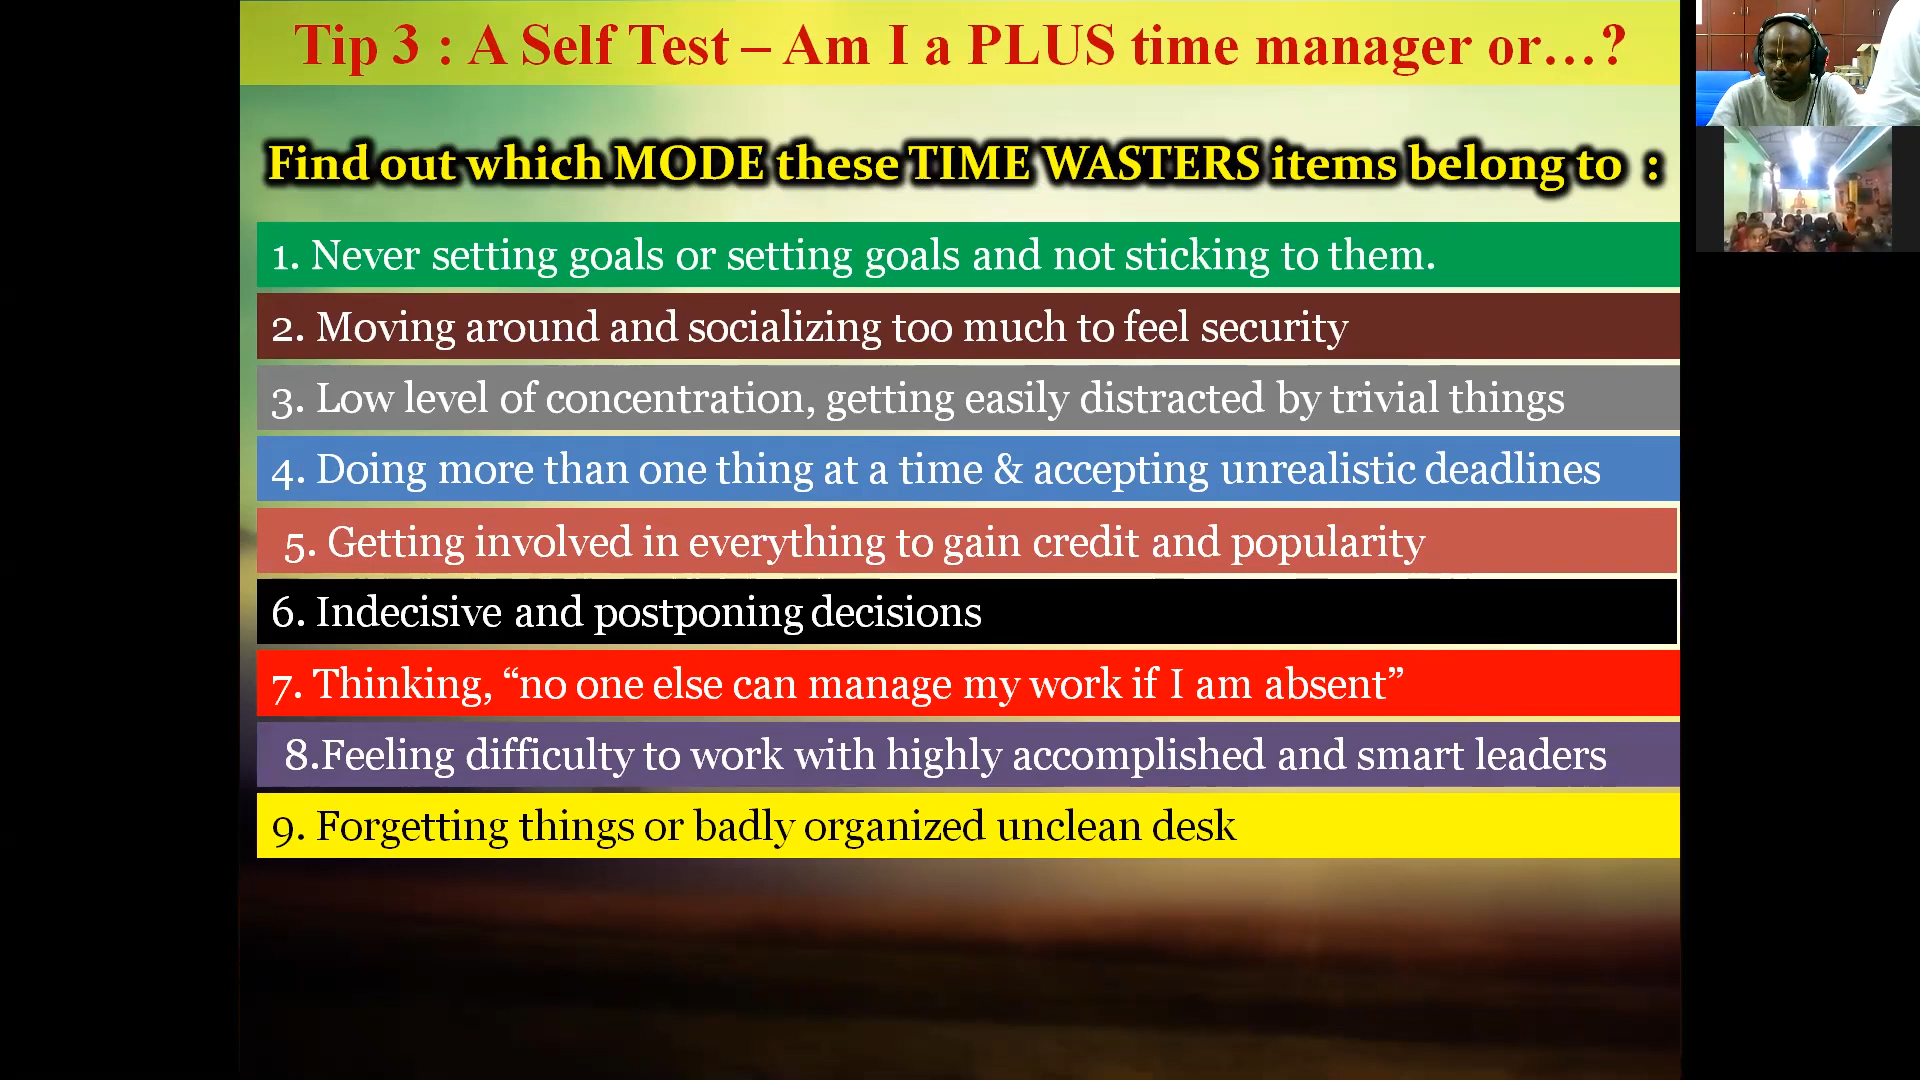 Tip 3 : A Self Test – Am I a PLUS time manager or…?
Find out which MODE these TIME WASTERS items belong to :
1. Never setting goals or setting goals and not sticking to them.
2. Moving around and socializing too much to feel security
3. Low level of concentration, getting easily distracted by trivial things
4. Doing more than one thing at a time & accepting unrealistic deadlines
5. Getting involved in everything to gain credit and popularity
6. Indecisive and postponing decisions
7. Thinking, “no one else can manage my work if I am absent”
8.Feeling difficulty to work with highly accomplished and smart leaders
9. Forgetting things or badly organized unclean desk